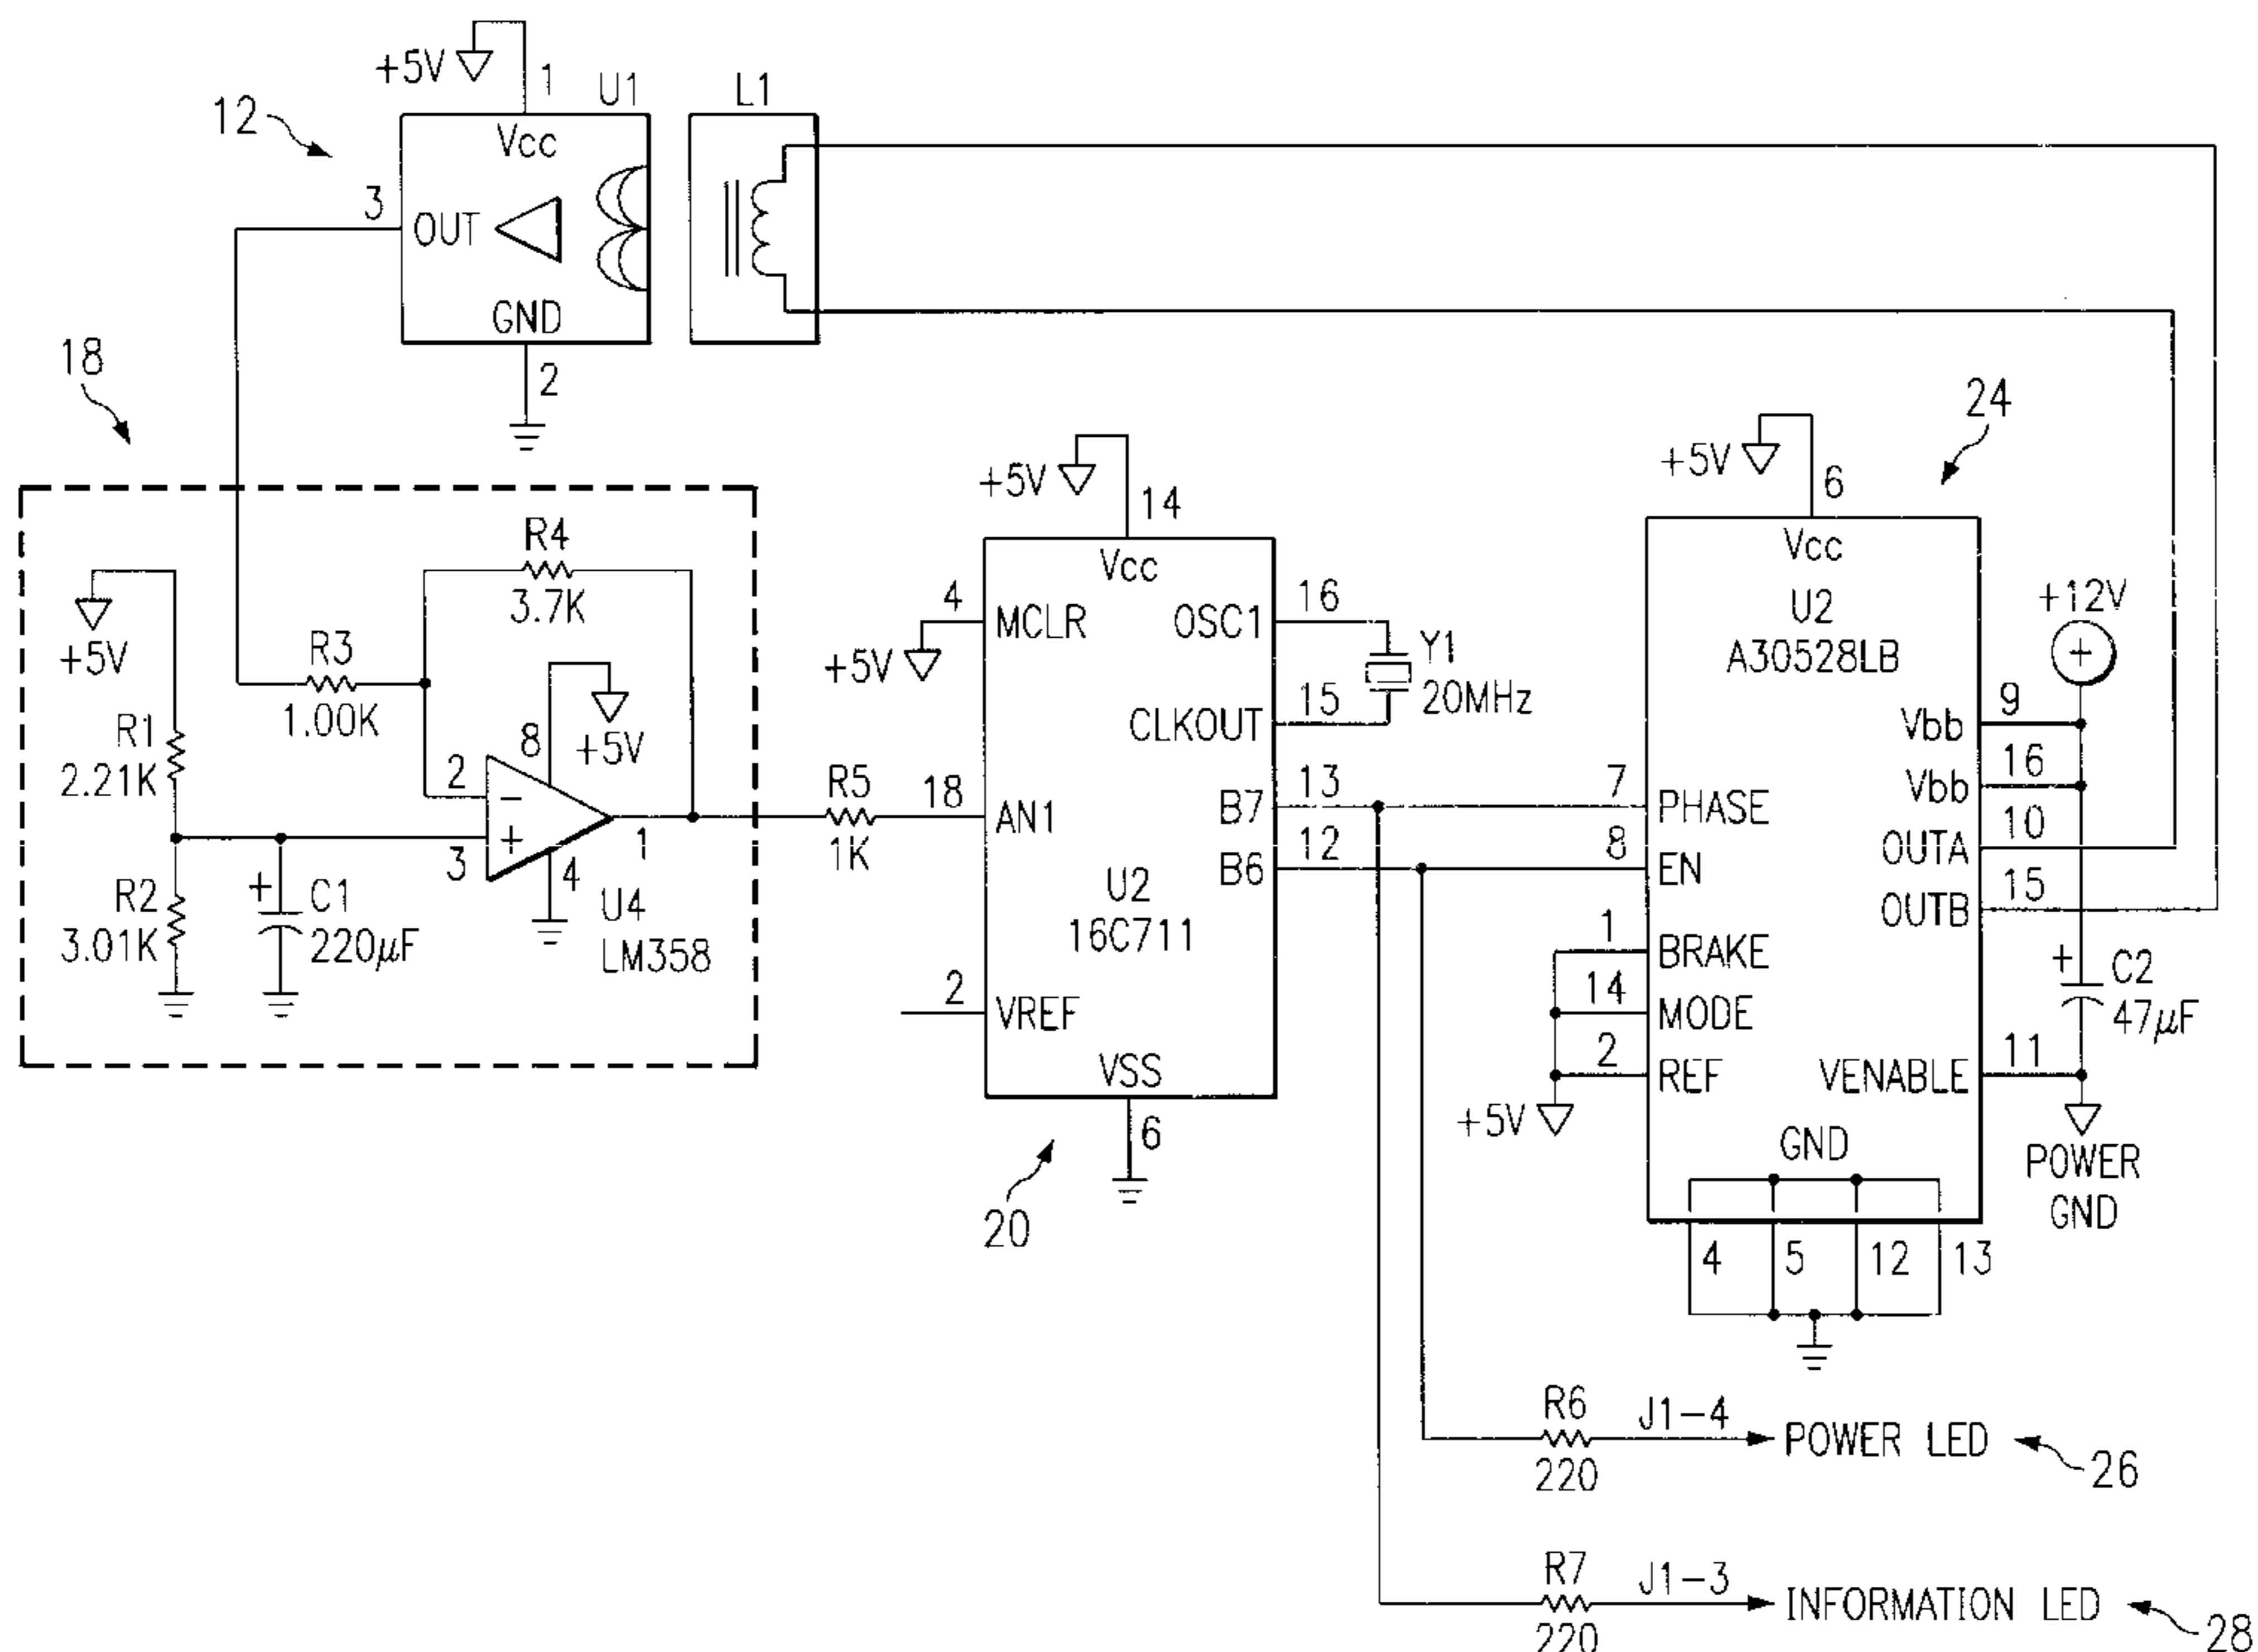 +5V
1
U1
L1
12
Vcc
3
OUT
GND
2
18
24
+5V
14
+5V
6
R4
3.7K
Vcc
Vcc
+5V
4
MCLR
OSC1
16
U2
A30528LB
+12V
R3
1.00K
+5V
Y1
20MHz
CLKOUT
15
Vbb
9
R1
2.21K
8
+5V
2
−
+
3
4
1
U4
LM358
R5
1K
18
AN1
B7
13
7
PHASE
Vbb
16
B6
12
8
EN
OUTA
10
OUTB
15
R2
3.01K
+
C1
220µF
U2
16C711
1
BRAKE
14
MODE
2
REF
+5V
+
C2
47µF
2
VREF
VSS
6
VENABLE
11
GND
POWER
GND
20
4
5
12
13
R6
220
J1−4
POWER LED
26
R7
220
J1−3
INFORMATION LED
28